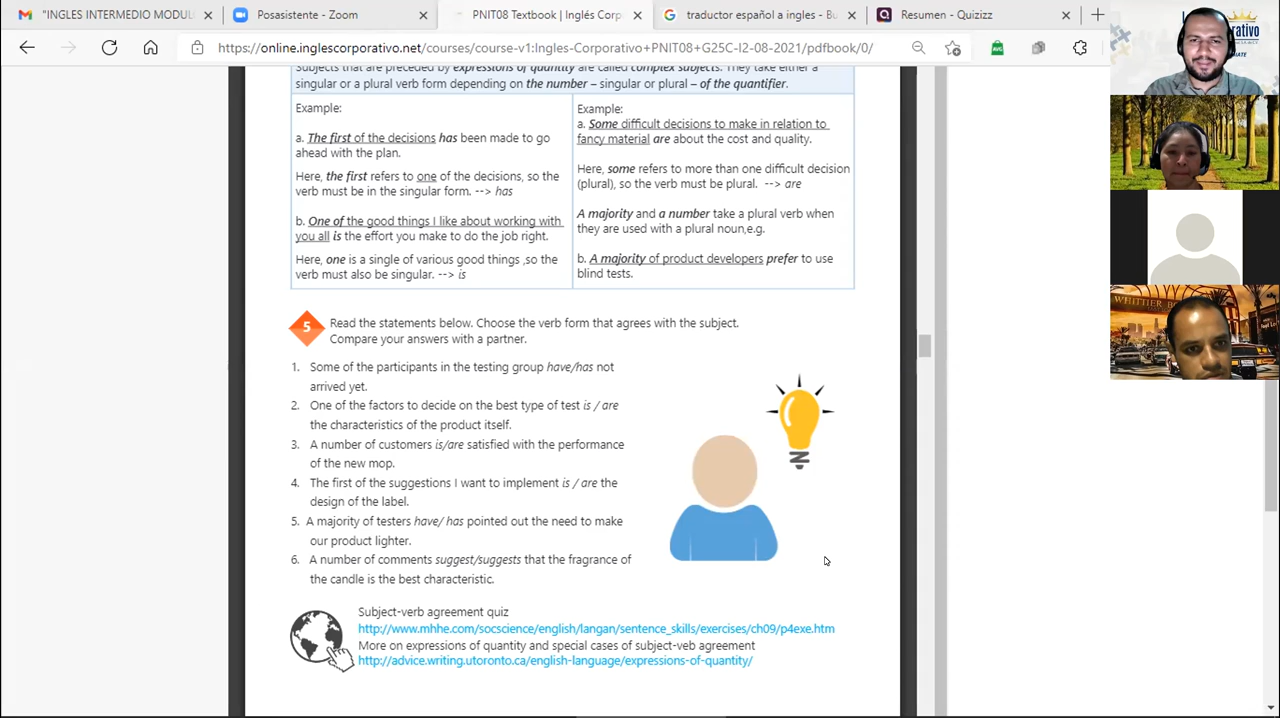 "INGLES INTERMEDIO MODUL
Posasistente - Zoom
PNIT08 Textbook | Inglés Corp
traductor español a ingles - Bu
Resumen - Quizizz
https://online.inglescorporativo.net/courses/course-v1:Ingles-Corporativo+PNIT08+G25C-I2-08-2021/pdfbook/0/
subjects that are preceded by expressions of quantity are called complex subjects. They take either a
singular or a plural verb form depending on the number – singular or plural – of the quantifier.
Example:
a. The first of the decisions has been made to go
ahead with the plan.
Here, the first refers to one of the decisions, so the
verb must be in the singular form. --> has
b. One of the good things I like about working with
you all is the effort you make to do the job right.
Here, one is a single of various good things ,so the
verb must also be singular. --> is
Example:
a. Some difficult decisions to make in relation to
fancy material are about the cost and quality.
Here, some refers to more than one difficult decision
(plural), so the verb must be plural. --> are
A majority and a number take a plural verb when
they are used with a plural noun,e.g.
b. A majority of product developers prefer to use
blind tests.
5
Read the statements below. Choose the verb form that agrees with the subject.
Compare your answers with a partner.
1. Some of the participants in the testing group have/has not
arrived yet.
2. One of the factors to decide on the best type of test is / are
the characteristics of the product itself.
3. A number of customers is/are satisfied with the performance
of the new mop.
4. The first of the suggestions I want to implement is / are the
design of the label.
5. A majority of testers have/ has pointed out the need to make
our product lighter.
6. A number of comments suggest/suggests that the fragrance of
the candle is the best characteristic.
Subject-verb agreement quiz
http://www.mhhe.com/socscience/english/langan/sentence_skills/exercises/ch09/p4exe.htm
More on expressions of quantity and special cases of subject-veb agreement
http://advice.writing.utoronto.ca/english-language/expressions-of-quantity/
WHITTIER